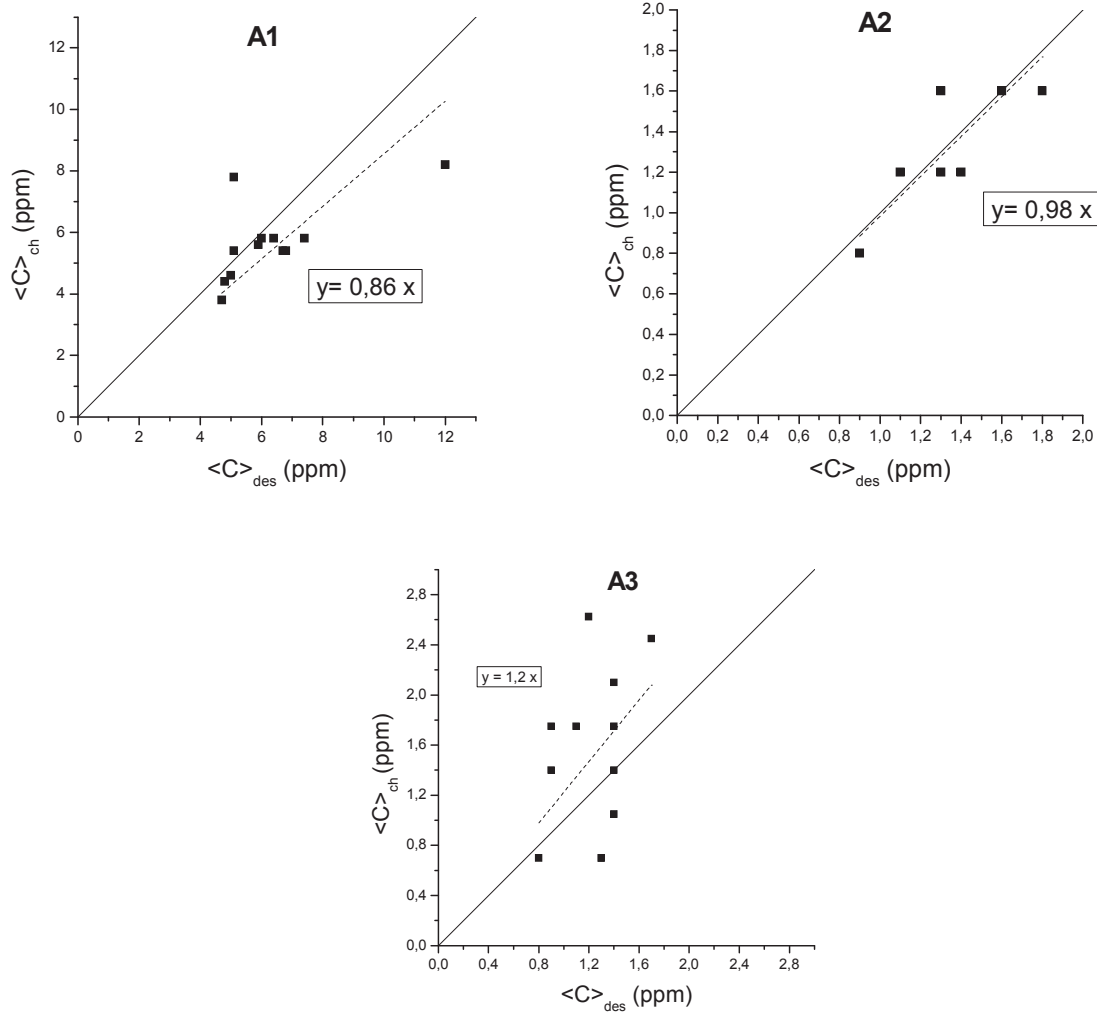 A1
12
10
8
6
4
2
0
<C>ch (ppm)
y= 0,86 x
0 2 4 6 8 10 12
<C>des (ppm)
A2
2,0
1,8
1,6
1,4
1,2
1,0
0,8
0,6
0,4
0,2
0,0
<C>ch (ppm)
y= 0,98 x
0,0 0,2 0,4 0,6 0,8 1,0 1,2 1,4 1,6 1,8 2,0
<C>des (ppm)
A3
2,8
2,4
2,0
1,6
1,2
0,8
0,4
0,0
<C>ch (ppm)
y = 1,2 x
0,0 0,4 0,8 1,2 1,6 2,0 2,4 2,8
<C>des (ppm)